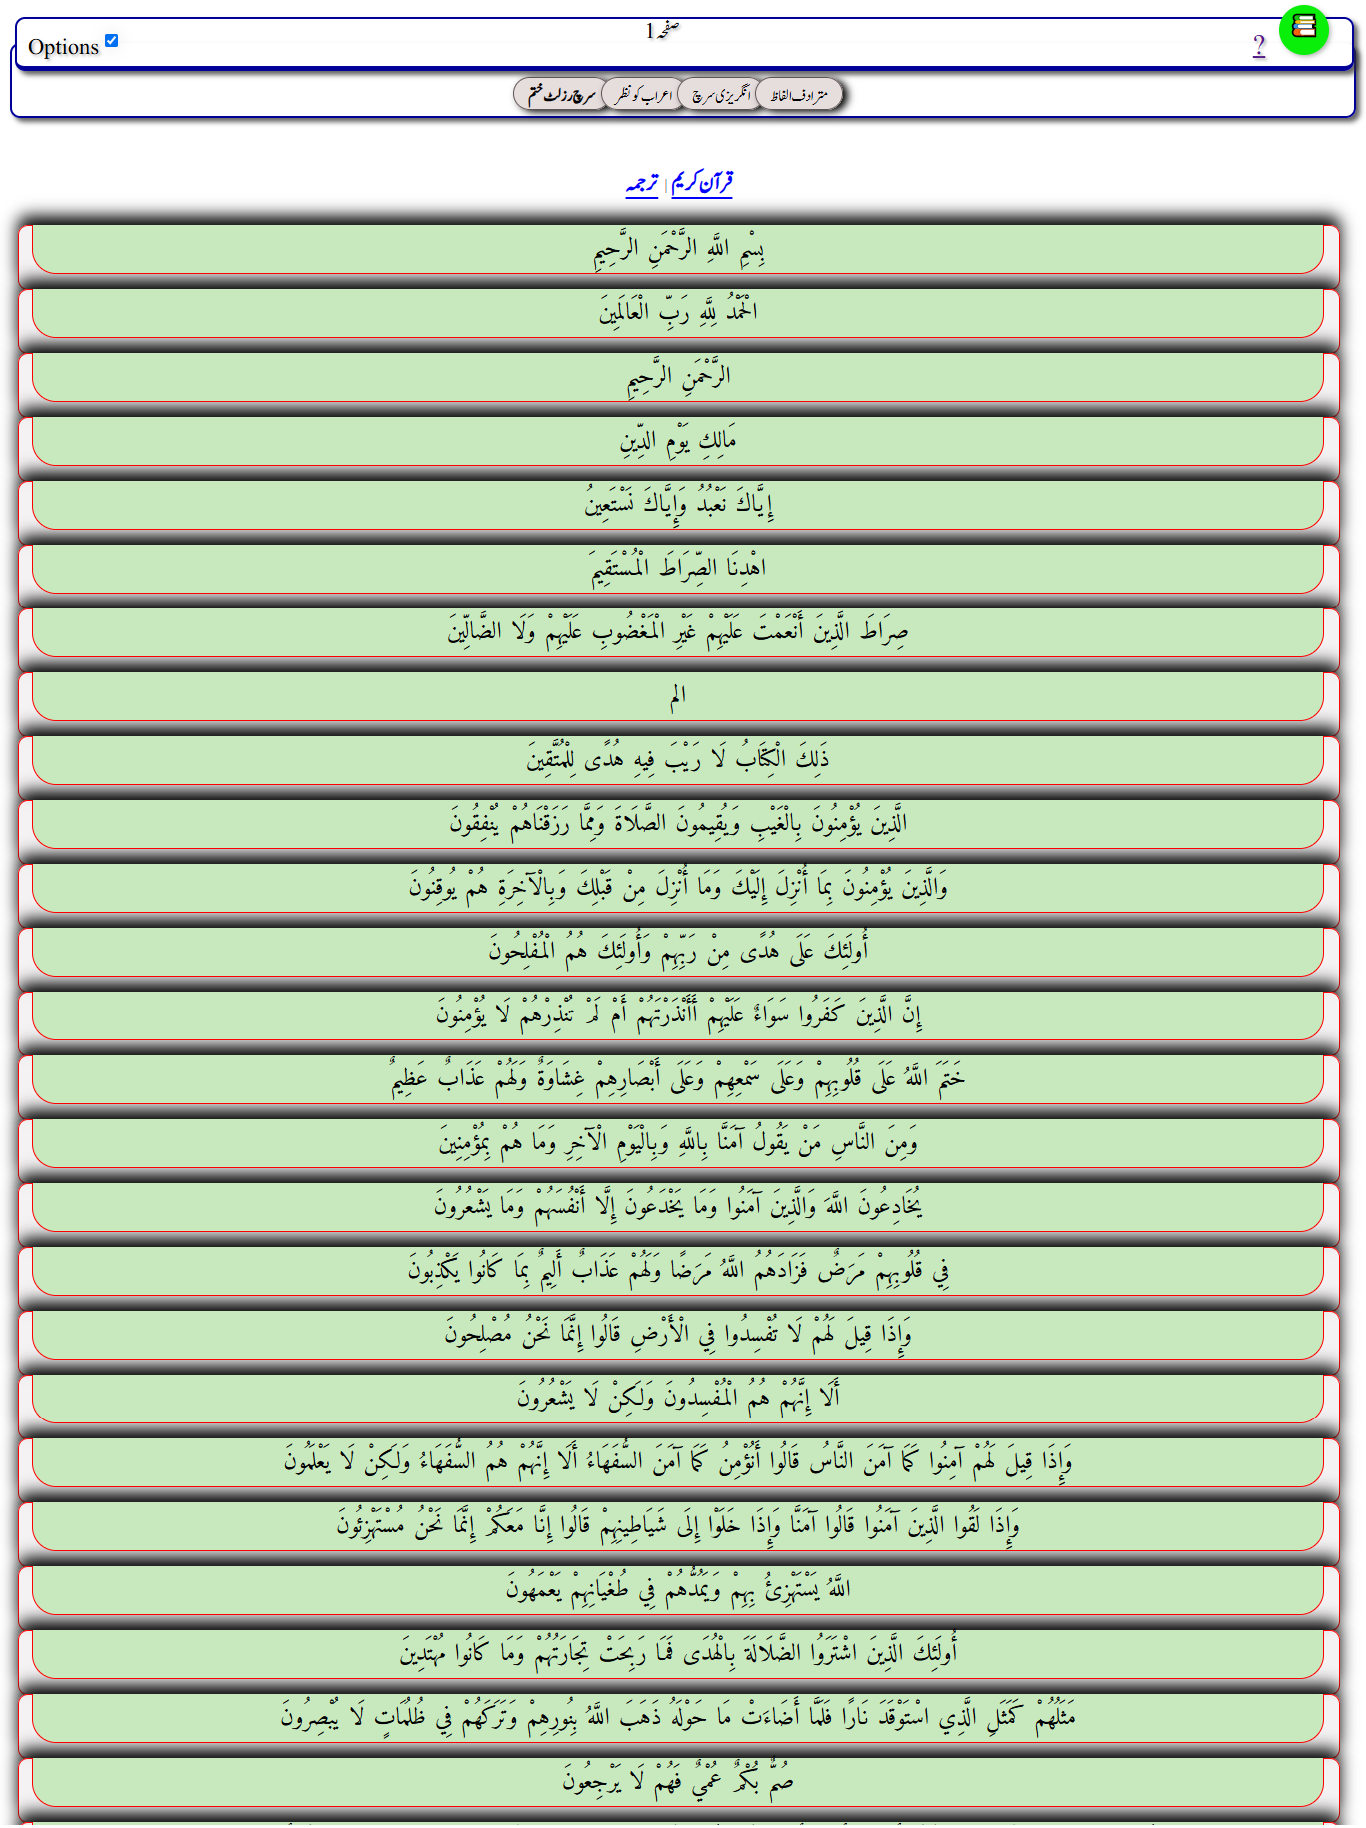 صفحہ 1
Options
?
مترادف الفاظ
انگریزی سرچ
اعراب کو نظر
سرچ رزلٹ ختم
قرآن کریم | ترجمہ
بِسْمِ اللَّهِ الرَّحْمَنِ الرَّحِيمِ
الْحَمْدُ لِلَّهِ رَبِّ الْعَالَمِينَ
الرَّحْمَنِ الرَّحِيمِ
مَالِكِ يَوْمِ الدِّينِ
إِيَّاكَ نَعْبُدُ وَإِيَّاكَ نَسْتَعِينُ
اهْدِنَا الصِّرَاطَ الْمُسْتَقِيمَ
صِرَاطَ الَّذِينَ أَنْعَمْتَ عَلَيْهِمْ غَيْرِ الْمَغْضُوبِ عَلَيْهِمْ وَلَا الضَّالِّينَ
الم
ذَلِكَ الْكِتَابُ لَا رَيْبَ فِيهِ هُدًى لِلْمُتَّقِينَ
الَّذِينَ يُؤْمِنُونَ بِالْغَيْبِ وَيُقِيمُونَ الصَّلَاةَ وَمِمَّا رَزَقْنَاهُمْ يُنْفِقُونَ
وَالَّذِينَ يُؤْمِنُونَ بِمَا أُنْزِلَ إِلَيْكَ وَمَا أُنْزِلَ مِنْ قَبْلِكَ وَبِالْآخِرَةِ هُمْ يُوقِنُونَ
أُولَئِكَ عَلَى هُدًى مِنْ رَبِّهِمْ وَأُولَئِكَ هُمُ الْمُفْلِحُونَ
إِنَّ الَّذِينَ كَفَرُوا سَوَاءٌ عَلَيْهِمْ أَأَنْذَرْتَهُمْ أَمْ لَمْ تُنْذِرْهُمْ لَا يُؤْمِنُونَ
خَتَمَ اللَّهُ عَلَى قُلُوبِهِمْ وَعَلَى سَمْعِهِمْ وَعَلَى أَبْصَارِهِمْ غِشَاوَةٌ وَلَهُمْ عَذَابٌ عَظِيمٌ
وَمِنَ النَّاسِ مَنْ يَقُولُ آمَنَّا بِاللَّهِ وَبِالْيَوْمِ الْآخِرِ وَمَا هُمْ بِمُؤْمِنِينَ
يُخَادِعُونَ اللَّهَ وَالَّذِينَ آمَنُوا وَمَا يَخْدَعُونَ إِلَّا أَنْفُسَهُمْ وَمَا يَشْعُرُونَ
فِي قُلُوبِهِمْ مَرَضٌ فَزَادَهُمُ اللَّهُ مَرَضًا وَلَهُمْ عَذَابٌ أَلِيمٌ بِمَا كَانُوا يَكْذِبُونَ
وَإِذَا قِيلَ لَهُمْ لَا تُفْسِدُوا فِي الْأَرْضِ قَالُوا إِنَّمَا نَحْنُ مُصْلِحُونَ
أَلَا إِنَّهُمْ هُمُ الْمُفْسِدُونَ وَلَكِنْ لَا يَشْعُرُونَ
وَإِذَا قِيلَ لَهُمْ آمِنُوا كَمَا آمَنَ النَّاسُ قَالُوا أَنُؤْمِنُ كَمَا آمَنَ السُّفَهَاءُ أَلَا إِنَّهُمْ هُمُ السُّفَهَاءُ وَلَكِنْ لَا يَعْلَمُونَ
وَإِذَا لَقُوا الَّذِينَ آمَنُوا قَالُوا آمَنَّا وَإِذَا خَلَوْا إِلَى شَيَاطِينِهِمْ قَالُوا إِنَّا مَعَكُمْ إِنَّمَا نَحْنُ مُسْتَهْزِئُونَ
اللَّهُ يَسْتَهْزِئُ بِهِمْ وَيَمُدُّهُمْ فِي طُغْيَانِهِمْ يَعْمَهُونَ
أُولَئِكَ الَّذِينَ اشْتَرَوُا الضَّلَالَةَ بِالْهُدَى فَمَا رَبِحَتْ تِجَارَتُهُمْ وَمَا كَانُوا مُهْتَدِينَ
مَثَلُهُمْ كَمَثَلِ الَّذِي اسْتَوْقَدَ نَارًا فَلَمَّا أَضَاءَتْ مَا حَوْلَهُ ذَهَبَ اللَّهُ بِنُورِهِمْ وَتَرَكَهُمْ فِي ظُلُمَاتٍ لَا يُبْصِرُونَ
صُمٌّ بُكْمٌ عُمْيٌ فَهُمْ لَا يَرْجِعُونَ